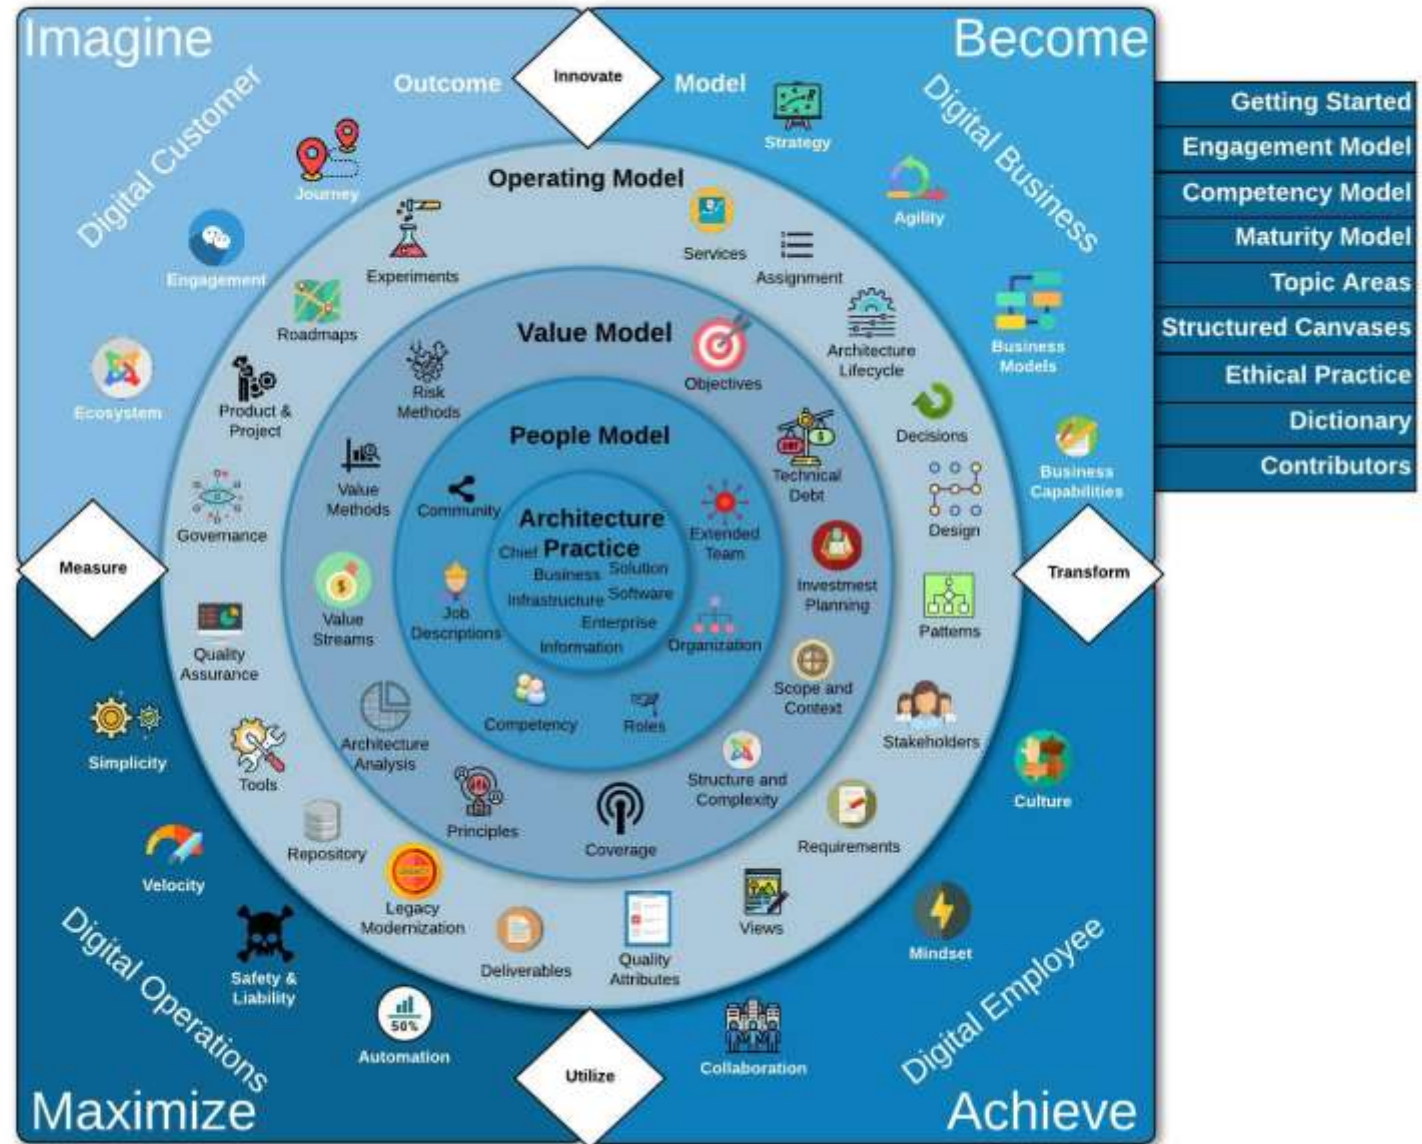 Imagine
Become
Digital Customer
Outcome
Innovate
Model
Digital Business
Strategy
Journey
Agility
Engagement
Ecosystem
Business
Models
Business
Capabilities
Operating Model
Experiments
Services
Assignment
Roadmaps
Architecture
Lifecycle
Product &
Project
Decisions
Governance
Design
Value Model
Risk
Methods
Objectives
Value
Methods
Technical
Debt
People Model
Community
Extended
Team
Architecture
Practice
Chief
Business
Solution
Infrastructure
Software
Enterprise
Information
Job
Descriptions
Organization
Competency
Roles
Value
Streams
Investmest
Planning
Scope and
Context
Architecture
Analysis
Structure and
Complexity
Principles
Coverage
Measure
Transform
Patterns
Quality
Assurance
Stakeholders
Tools
Requirements
Repository
Legacy
Modernization
Views
Deliverables
Quality
Attributes
Simplicity
Culture
Velocity
Mindset
Safety &
Liability
Digital Operations
50%
Automation
Utilize
Collaboration
Digital Employee
Maximize
Achieve
Getting Started
Engagement Model
Competency Model
Maturity Model
Topic Areas
Structured Canvases
Ethical Practice
Dictionary
Contributors